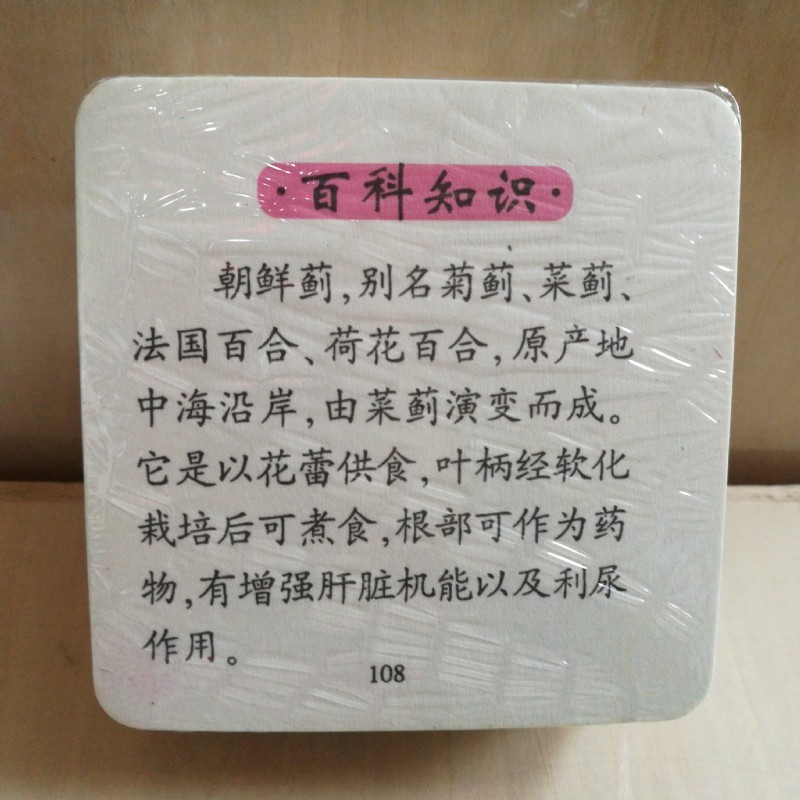 ·百科知识·
朝鲜蓟,别名菊蓟、菜蓟、
法国百合、荷花百合,原产地
中海沿岸,由菜蓟演变而成。
它是以花蕾供食,叶柄经软化
栽培后可煮食,根部可作为药
物,有增强肝脏机能以及利尿
作用。
108